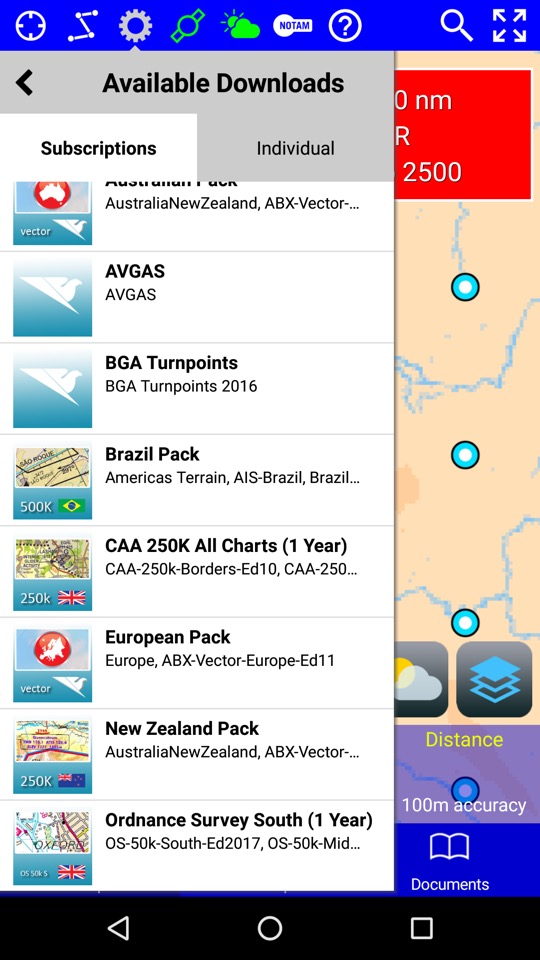 NOTAM
Available Downloads
Subscriptions
Individual
0 nm
R
2500
Australian Pack
AustraliaNewZealand, ABX-Vector-...
vector
AVGAS
AVGAS
BGA Turnpoints
BGA Turnpoints 2016
Brazil Pack
Americas Terrain, AIS-Brazil, Brazil...
SÃO ROQUE
500K
CAA 250K All Charts (1 Year)
CAA-250k-Borders-Ed10, CAA-250...
250k
European Pack
Europe, ABX-Vector-Europe-Ed11
vector
New Zealand Pack
AustraliaNewZealand, ABX-Vector-...
250K
Distance
100m accuracy
Ordnance Survey South (1 Year)
OS-50k-South-Ed2017, OS-50k-Mid...
OXFORD
OS 50k S
Documents